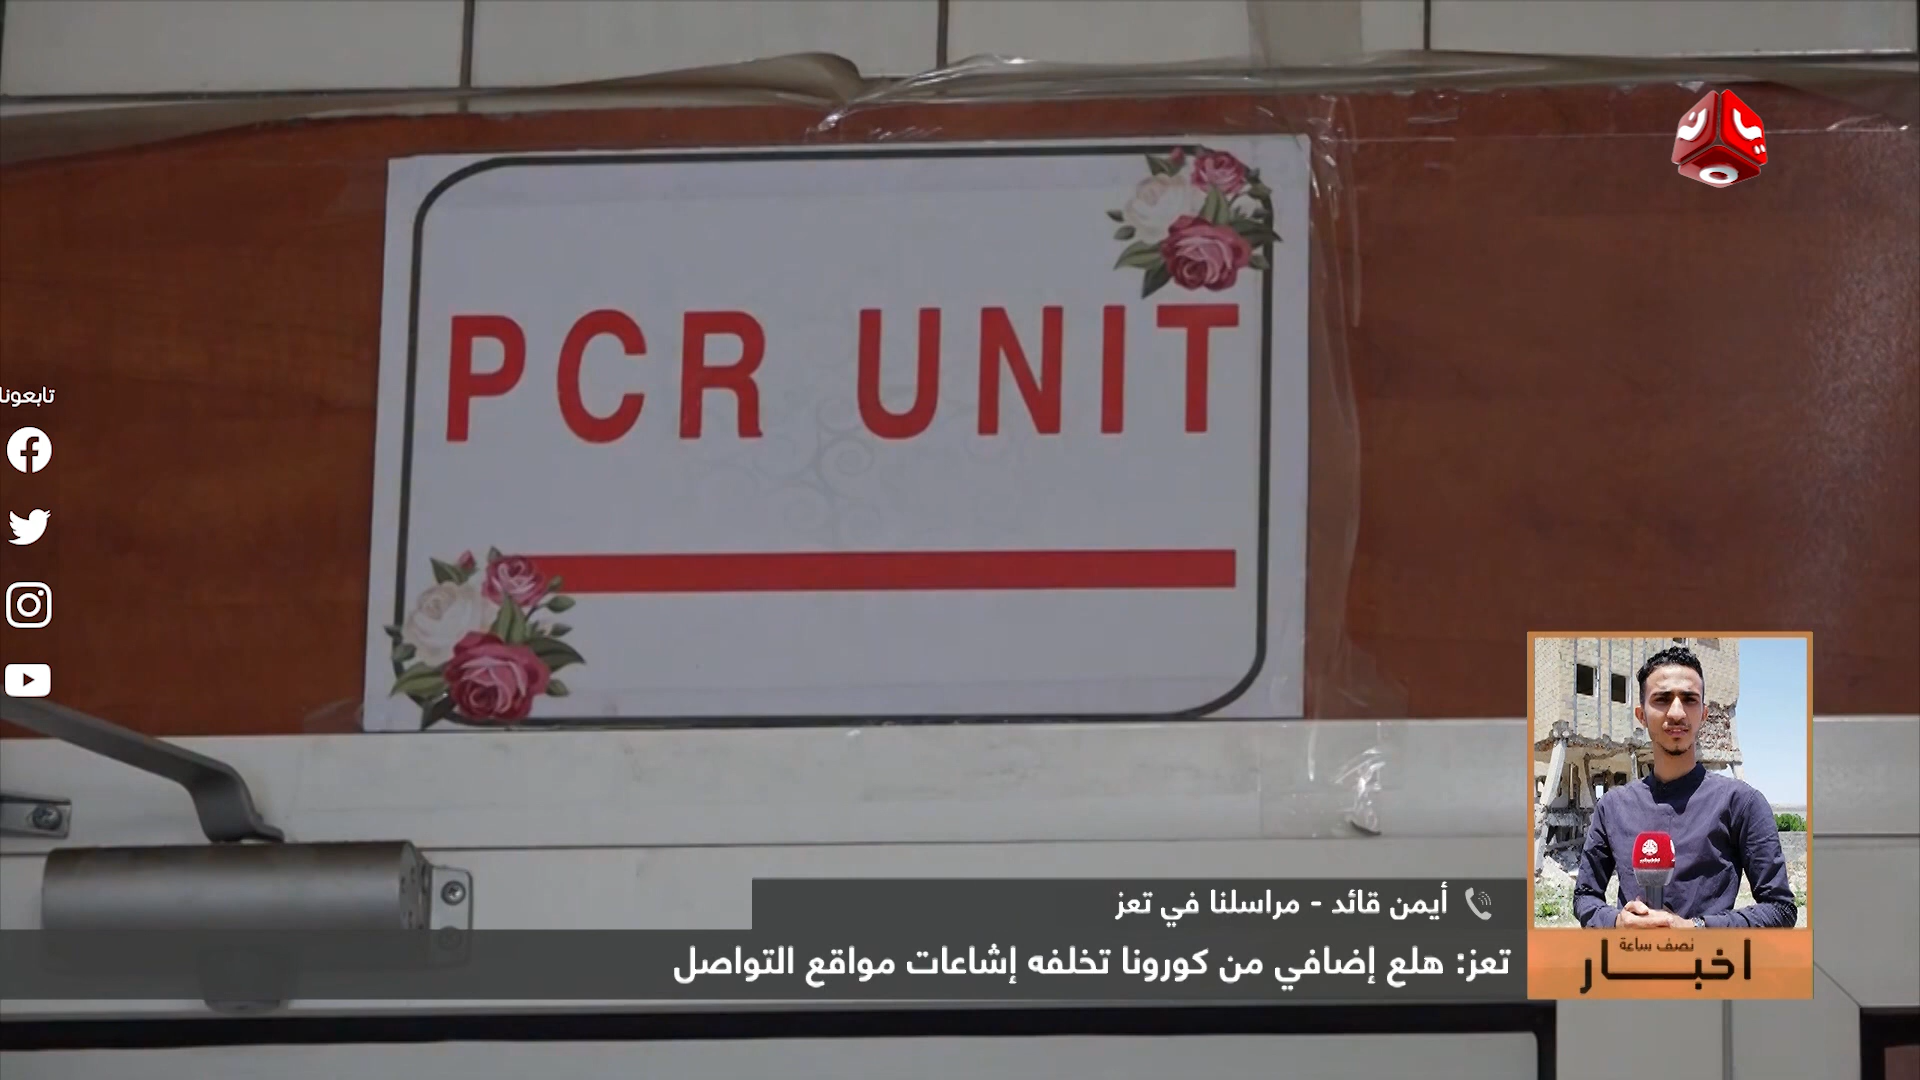 PCR UNIT
تابعونا
أيمن قائد - مراسلنا في تعز
تعز: هلع إضافي من كورونا تخلفه إشاعات مواقع التواصل
نصف ساعة
اخبار